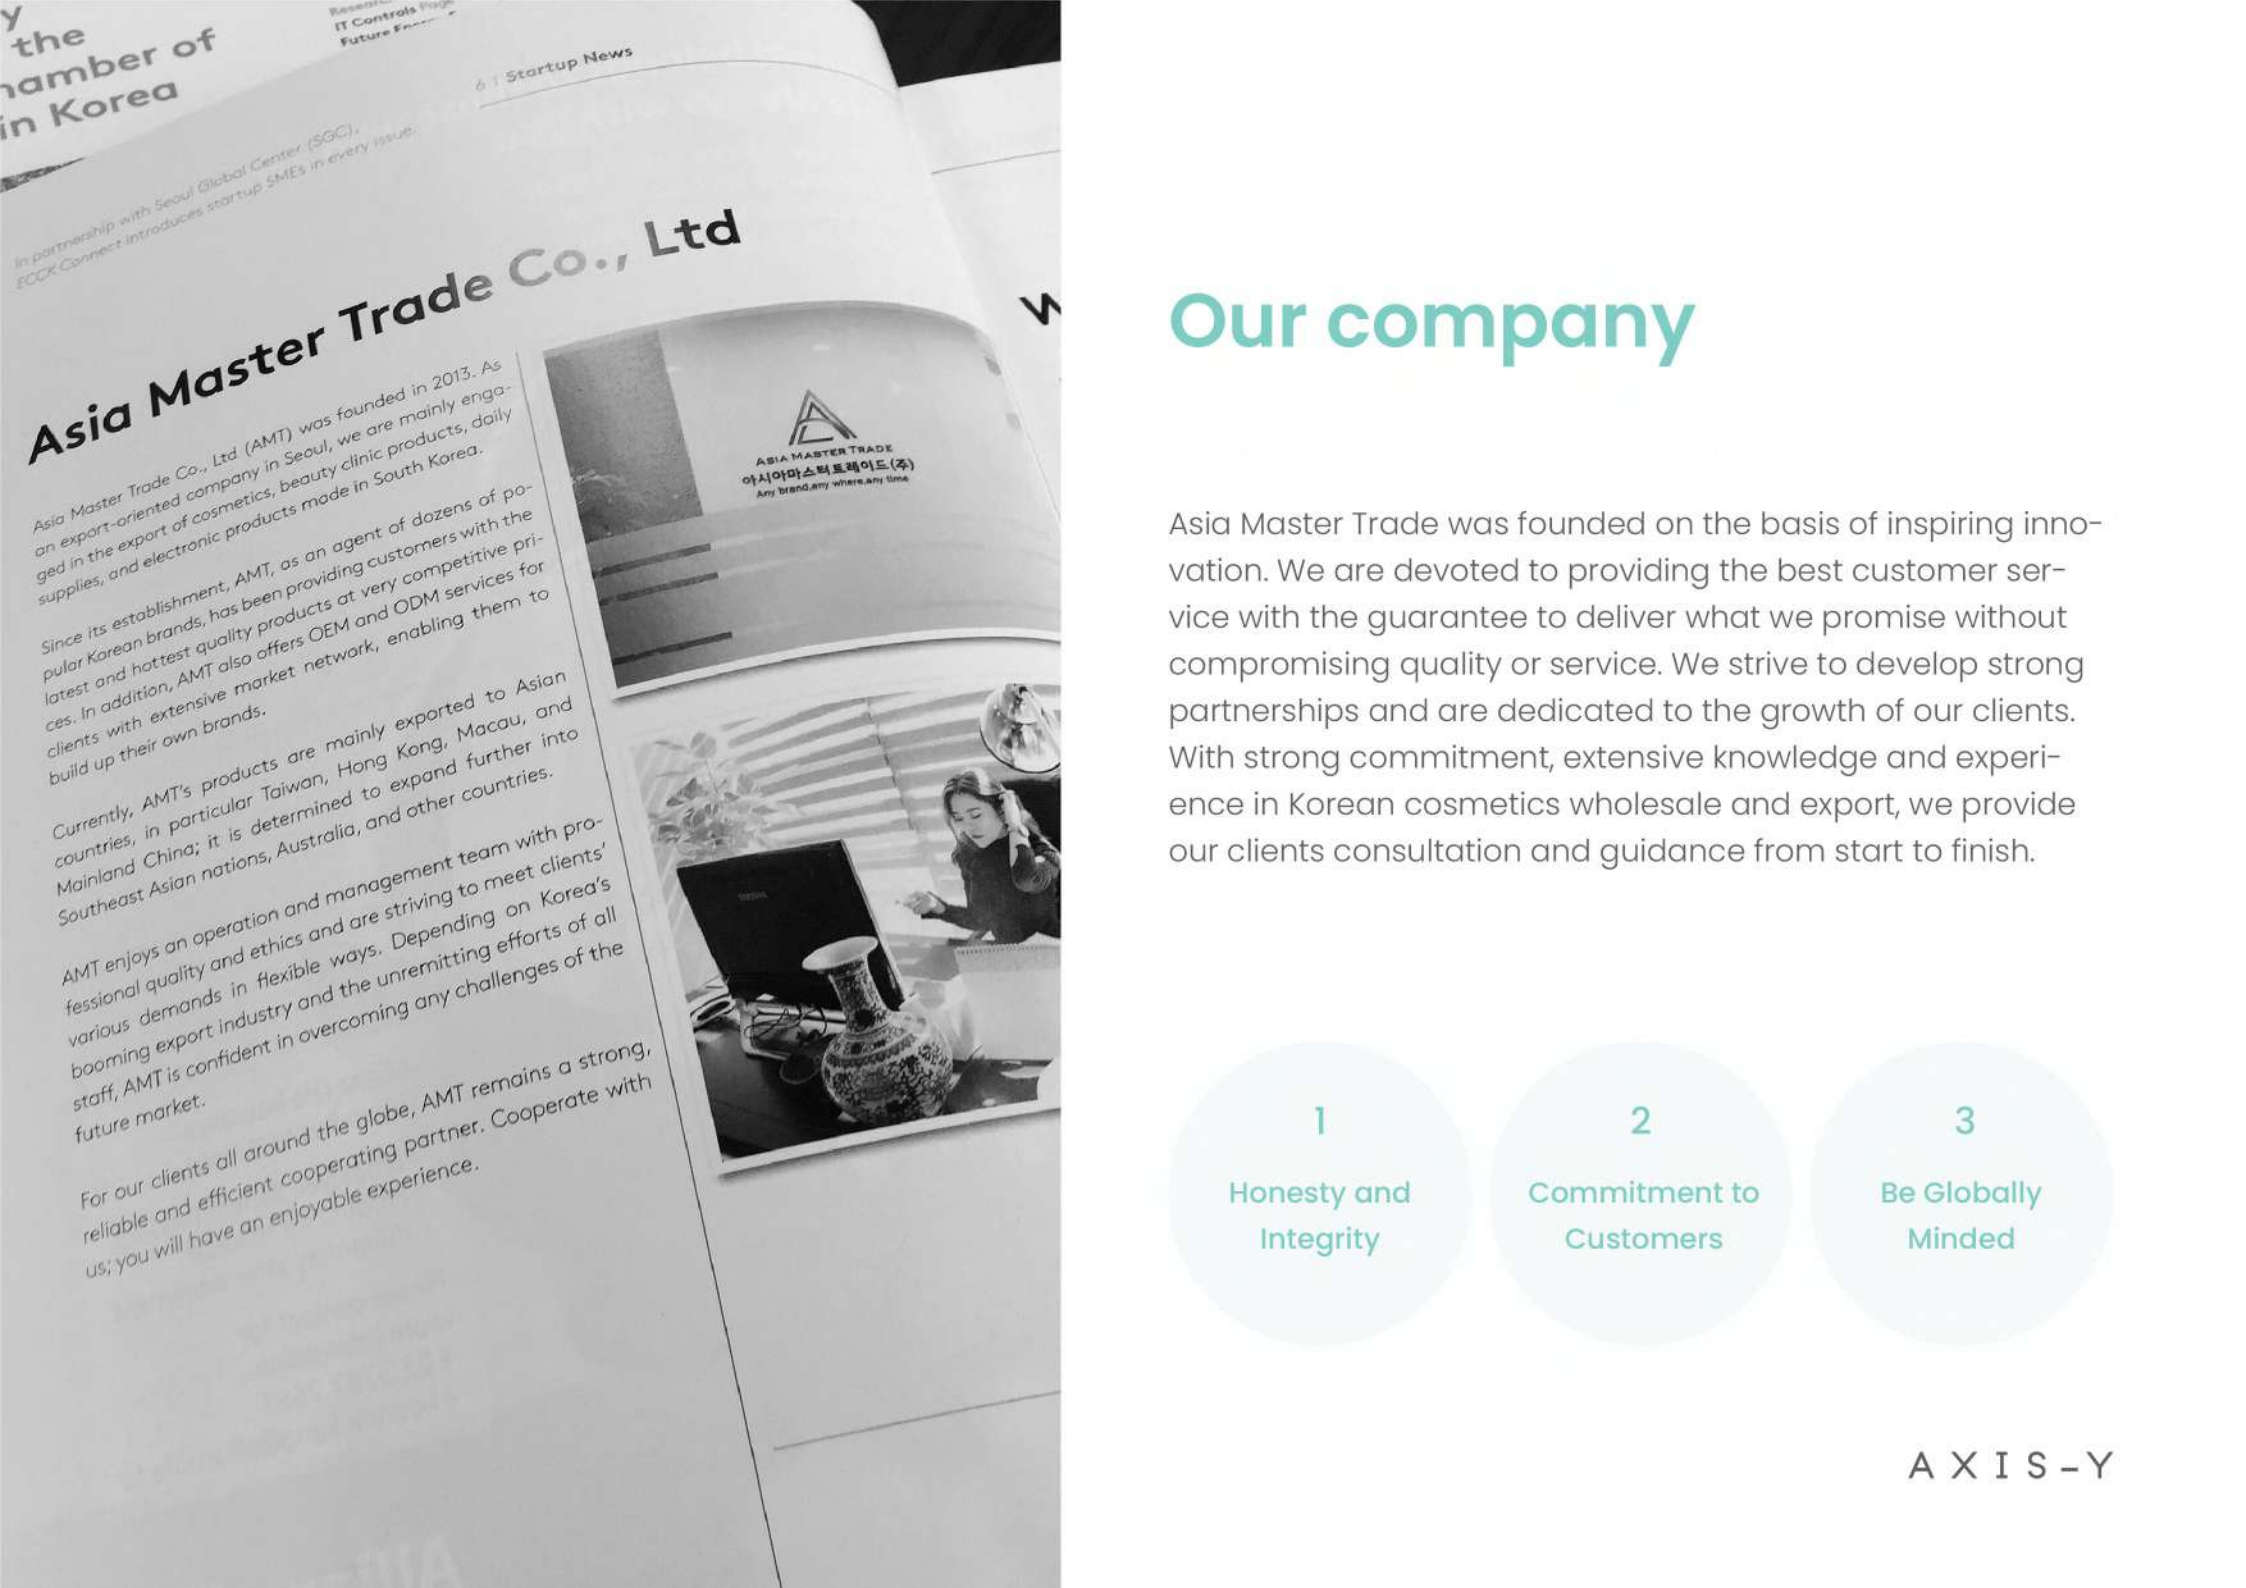 y
the
hamber of
in Korea
IT Controls Page
Future
6 | Startup News
In partnership with Seoul Global Center (SGC),
ECCK Connect introduces startup SMEs in every issue.
Asia Master Trade Co., Ltd
Asia Master Trade Co., Ltd (AMT) was founded in 2013. As
an export-oriented company in Seoul, we are mainly enga-
ged in the export of cosmetics, beauty clinic products, daily
supplies, and electronic products made in South Korea.
Since its establishment, AMT, as an agent of dozens of po-
pular Korean brands, has been providing customers with the
latest and hottest quality products at very competitive pri-
ces. In addition, AMT also offers OEM and ODM services for
clients with extensive market network, enabling them to
build up their own brands.
Currently, AMT's products are mainly exported to Asian
countries, in particular Taiwan, Hong Kong, Macau, and
Mainland China; it is determined to expand further into
Southeast Asian nations, Australia, and other countries.
AMT enjoys an operation and management team with pro-
fessional quality and ethics and are striving to meet clients'
various demands in flexible ways. Depending on Korea's
booming export industry and the unremitting efforts of all
staff, AMT is confident in overcoming any challenges of the
future market.
For our clients all around the globe, AMT remains a strong,
reliable and efficient cooperating partner. Cooperate with
us; you will have an enjoyable experience.
ASIA MASTER TRADE
아시아마스터트레이드(주)
Any brand,any where,any time
W
Our company
Asia Master Trade was founded on the basis of inspiring inno-
vation. We are devoted to providing the best customer ser-
vice with the guarantee to deliver what we promise without
compromising quality or service. We strive to develop strong
partnerships and are dedicated to the growth of our clients.
With strong commitment, extensive knowledge and experi-
ence in Korean cosmetics wholesale and export, we provide
our clients consultation and guidance from start to finish.
1
Honesty and
Integrity
2
Commitment to
Customers
3
Be Globally
Minded
AXIS-Y